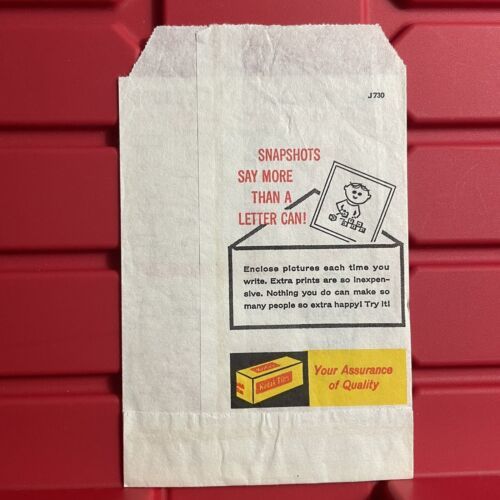 J730
SNAPSHOTS
SAY MORE
THAN A
LETTER CAN!
Enclose pictures each time you
write. Extra prints are so inexpen-
sive. Nothing you do can make so
many people so extra happy! Try it!
Kodak Film
Your Assurance
of Quality